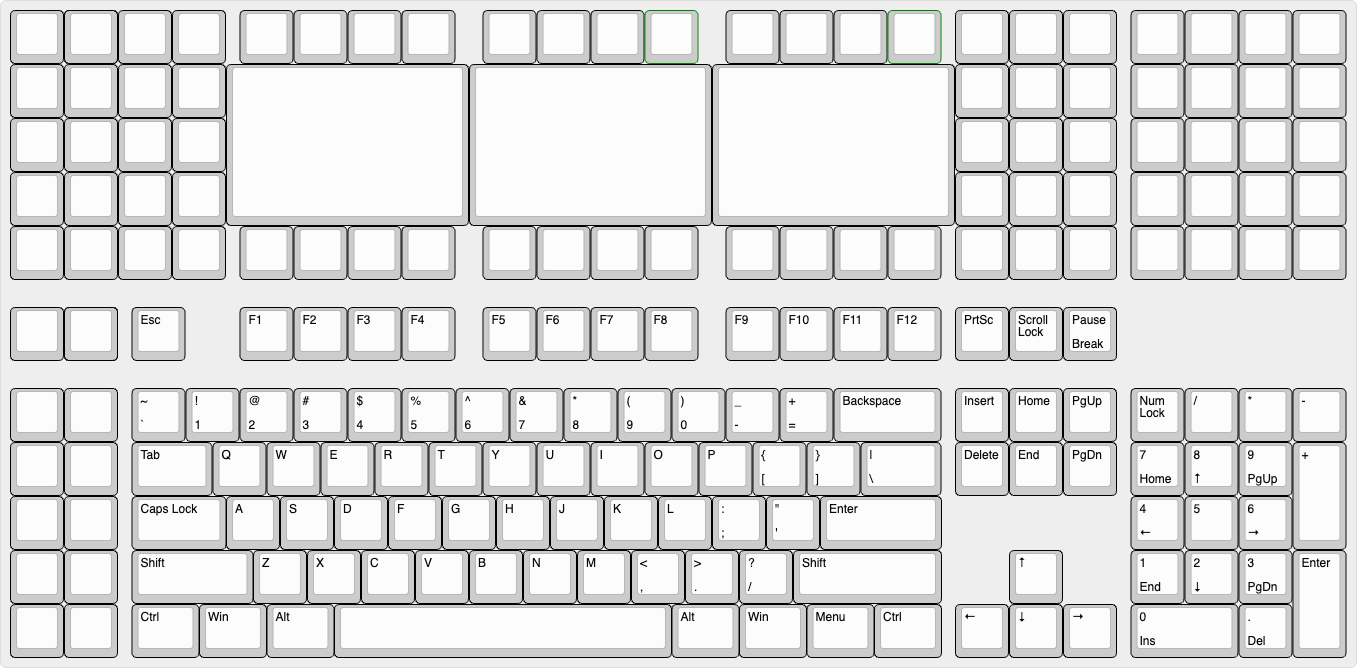 Esc F1 F2 F3 F4 F5 F6 F7 F8 F9 F10 F11 F12 PrtSc Scroll Lock Pause Break
~ ` ! 1 @ 2 # 3 $ 4 % 5 ^ 6 & 7 * 8 ( 9 ) 0 _ - + = Backspace Insert Home PgUp Num Lock / * -
Tab Q W E R T Y U I O P { [ } ] | \ Delete End PgDn 7 Home 8 ↑ 9 PgUp +
Caps Lock A S D F G H J K L : ; " ' Enter 4 ← 5 6 →
Shift Z X C V B N M < , > . ? / Shift ↑ 1 End 2 ↓ 3 PgDn Enter
Ctrl Win Alt Alt Win Menu Ctrl ← ↓ → 0 Ins . Del